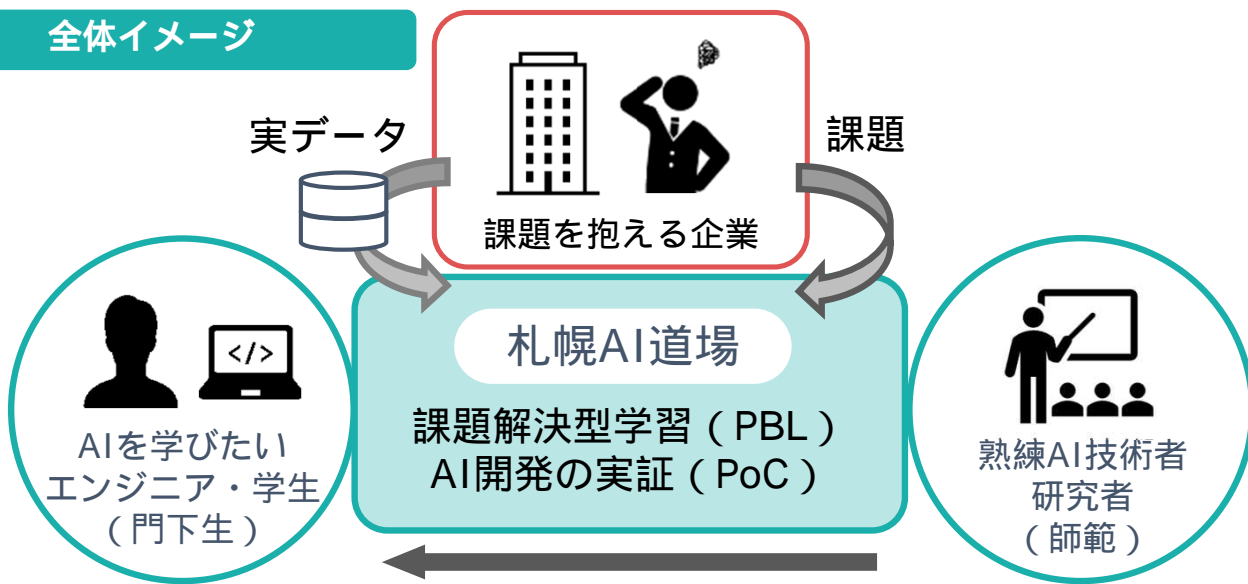 全体イメージ
実データ
課題
課題を抱える企業
札幌AI道場
課題解決型学習（PBL）
AI開発の実証（PoC）
</>
AIを学びたい
エンジニア・学生
（門下生）
熟練AI技術者
研究者
（師範）